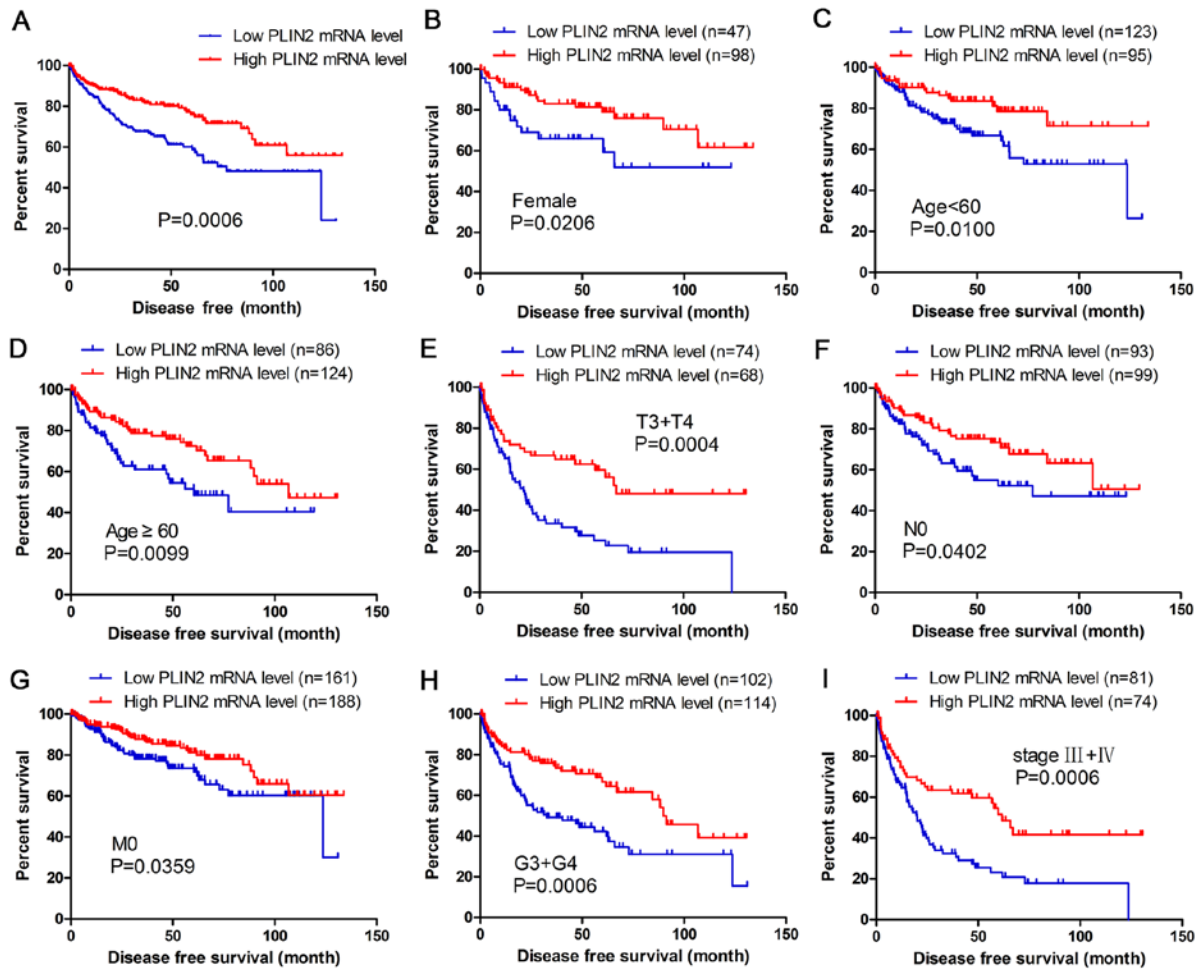 A
Low PLIN2 mRNA level
High PLIN2 mRNA level
Percent survival
100
80
60
40
20
0
0 50 100 150
P=0.0006
Disease free (month)
B
Low PLIN2 mRNA level (n=47)
High PLIN2 mRNA level (n=98)
Percent survival
100
80
60
40
20
0
0 50 100 150
Female
P=0.0206
Disease free survival (month)
C
Low PLIN2 mRNA level (n=123)
High PLIN2 mRNA level (n=95)
Percent survival
100
80
60
40
20
0
0 50 100 150
Age<60
P=0.0100
Disease free survival (month)
D
Low PLIN2 mRNA level (n=86)
High PLIN2 mRNA level (n=124)
Percent survival
100
80
60
40
20
0
0 50 100 150
Age ≥ 60
P=0.0099
Disease free survival (month)
E
Low PLIN2 mRNA level (n=74)
High PLIN2 mRNA level (n=68)
Percent survival
100
80
60
40
20
0
0 50 100 150
T3+T4
P=0.0004
Disease free survival (month)
F
Low PLIN2 mRNA level (n=93)
High PLIN2 mRNA level (n=99)
Percent survival
100
80
60
40
20
0
0 50 100 150
N0
P=0.0402
Disease free survival (month)
G
Low PLIN2 mRNA level (n=161)
High PLIN2 mRNA level (n=188)
Percent survival
100
80
60
40
20
0
0 50 100 150
M0
P=0.0359
Disease free survival (month)
H
Low PLIN2 mRNA level (n=102)
High PLIN2 mRNA level (n=114)
Percent survival
100
80
60
40
20
0
0 50 100 150
G3+G4
P=0.0006
Disease free survival (month)
I
Low PLIN2 mRNA level (n=81)
High PLIN2 mRNA level (n=74)
Percent survival
100
80
60
40
20
0
0 50 100 150
stage Ⅲ+Ⅳ
P=0.0006
Disease free survival (month)